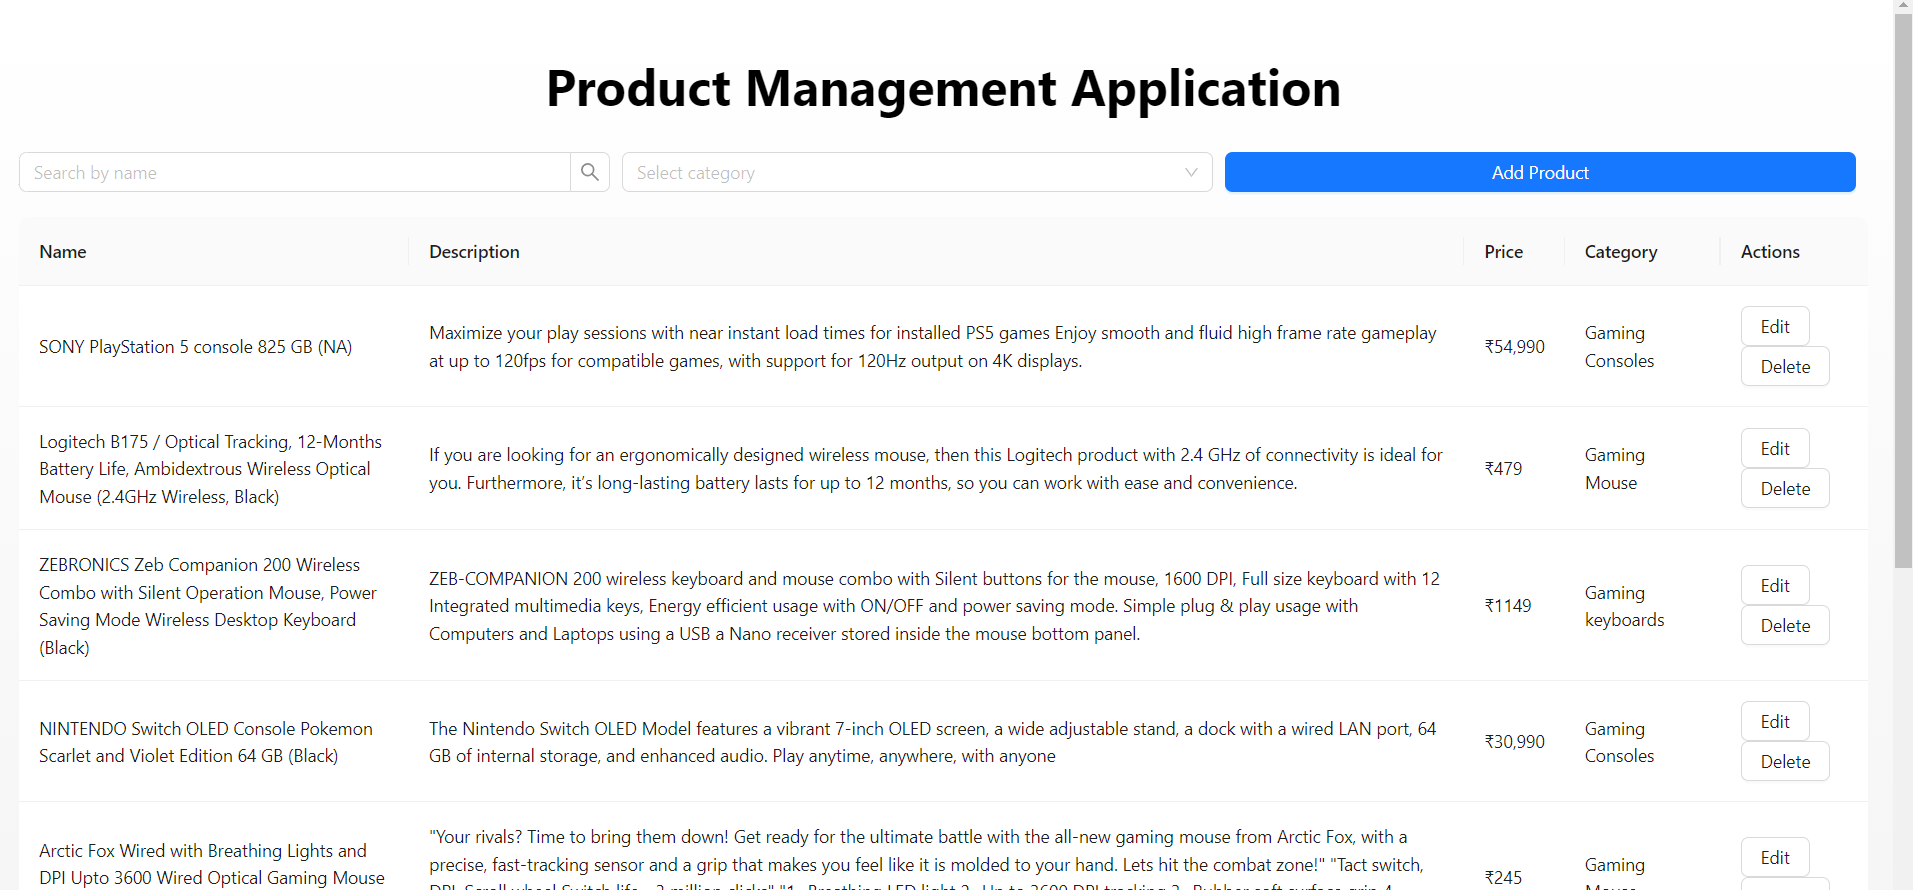 Product Management Application
Search by name
Select category
Add Product
Name Description Price Category Actions
SONY PlayStation 5 console 825 GB (NA)
Maximize your play sessions with near instant load times for installed PS5 games Enjoy smooth and fluid high frame rate gameplay
at up to 120fps for compatible games, with support for 120Hz output on 4K displays.
₹54,990
Gaming
Consoles
Edit
Delete
Logitech B175 / Optical Tracking, 12-Months
Battery Life, Ambidextrous Wireless Optical
Mouse (2.4GHz Wireless, Black)
If you are looking for an ergonomically designed wireless mouse, then this Logitech product with 2.4 GHz of connectivity is ideal for
you. Furthermore, it’s long-lasting battery lasts for up to 12 months, so you can work with ease and convenience.
₹479
Gaming
Mouse
Edit
Delete
ZEBRONICS Zeb Companion 200 Wireless
Combo with Silent Operation Mouse, Power
Saving Mode Wireless Desktop Keyboard
(Black)
ZEB-COMPANION 200 wireless keyboard and mouse combo with Silent buttons for the mouse, 1600 DPI, Full size keyboard with 12
Integrated multimedia keys, Energy efficient usage with ON/OFF and power saving mode. Simple plug & play usage with
Computers and Laptops using a USB a Nano receiver stored inside the mouse bottom panel.
₹1149
Gaming
keyboards
Edit
Delete
NINTENDO Switch OLED Console Pokemon
Scarlet and Violet Edition 64 GB (Black)
The Nintendo Switch OLED Model features a vibrant 7-inch OLED screen, a wide adjustable stand, a dock with a wired LAN port, 64
GB of internal storage, and enhanced audio. Play anytime, anywhere, with anyone
₹30,990
Gaming
Consoles
Edit
Delete
Arctic Fox Wired with Breathing Lights and
DPI Upto 3600 Wired Optical Gaming Mouse
"Your rivals? Time to bring them down! Get ready for the ultimate battle with the all-new gaming mouse from Arctic Fox, with a
precise, fast-tracking sensor and a grip that makes you feel like it is molded to your hand. Lets hit the combat zone!" "Tact switch,
₹245
Gaming
Edit